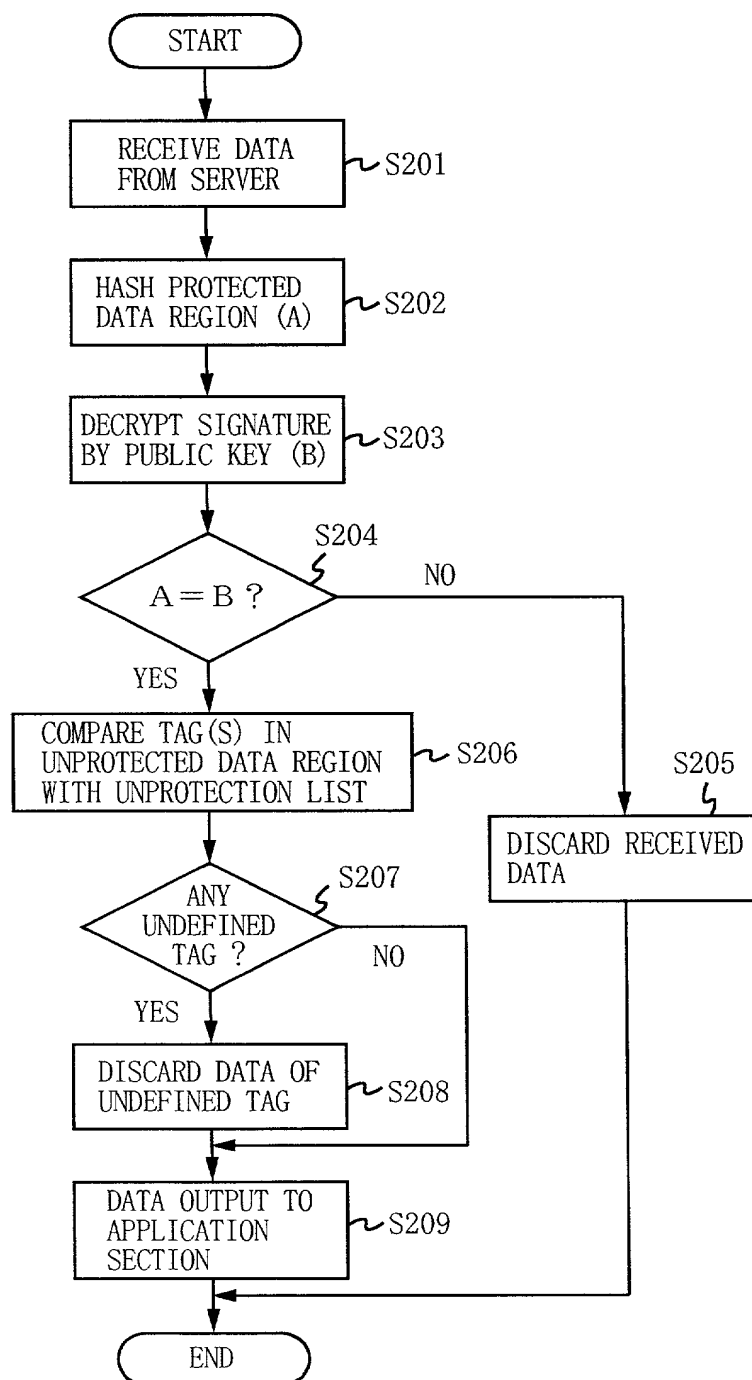 START
RECEIVE DATA
FROM SERVER
S201
HASH PROTECTED
DATA REGION (A)
S202
DECRYPT SIGNATURE
BY PUBLIC KEY (B)
S203
S204
A=B ?
NO
YES
COMPARE TAG(S) IN
UNPROTECTED DATA REGION
WITH UNPROTECTION LIST
S206
S205
DISCARD RECEIVED
DATA
S207
ANY
UNDEFINED
TAG ?
NO
YES
DISCARD DATA OF
UNDEFINED TAG
S208
DATA OUTPUT TO
APPLICATION
SECTION
S209
END